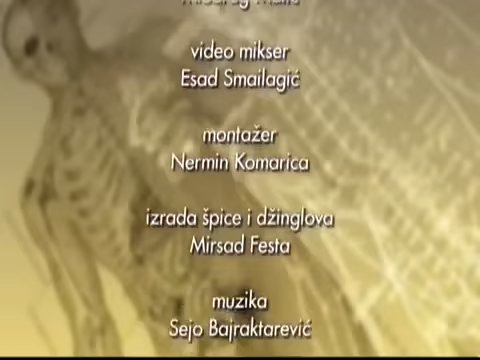 video mikser
Esad Smailagić
montažer
Nermin Komarica
izrada špice i džinglova
Mirsad Festa
muzika
Sejo Bajraktarević